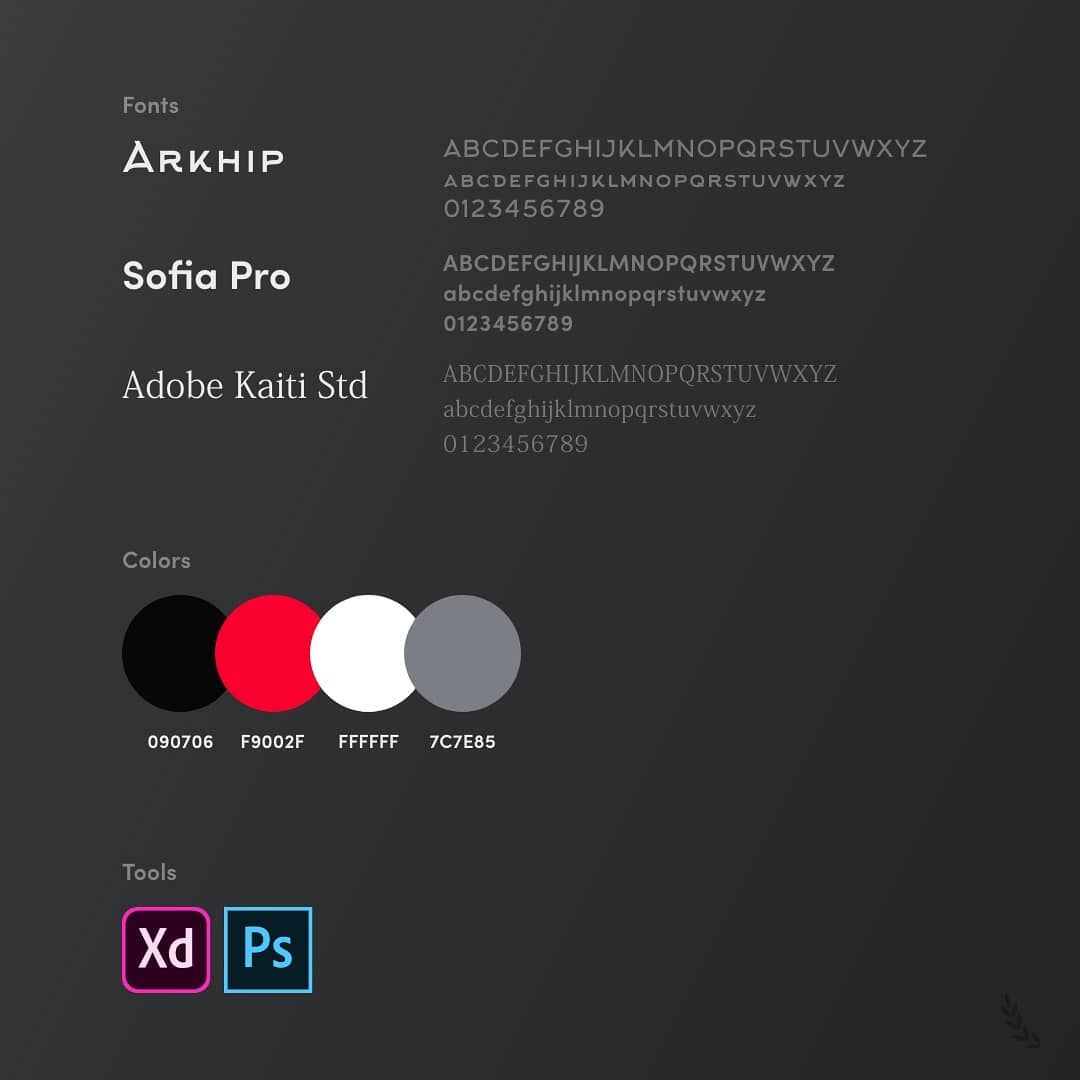 Fonts
ARKHIP
ABCDEFGHIJKLMNOPQRSTUVWXYZ
ABCDEFGHIJKLMNOPQRSTUVWXYZ
0123456789
Sofia Pro
ABCDEFGHIJKLMNOPQRSTUVWXYZ
abcdefghijklmnopqrstuvwxyz
0123456789
Adobe Kaiti Std
ABCDEFGHIJKLMNOPQRSTUVWXYZ
abcdefghijklmnopqrstuvwxyz
0123456789
Colors
090706 F9002F FFFFFF 7C7E85
Tools
Xd Ps